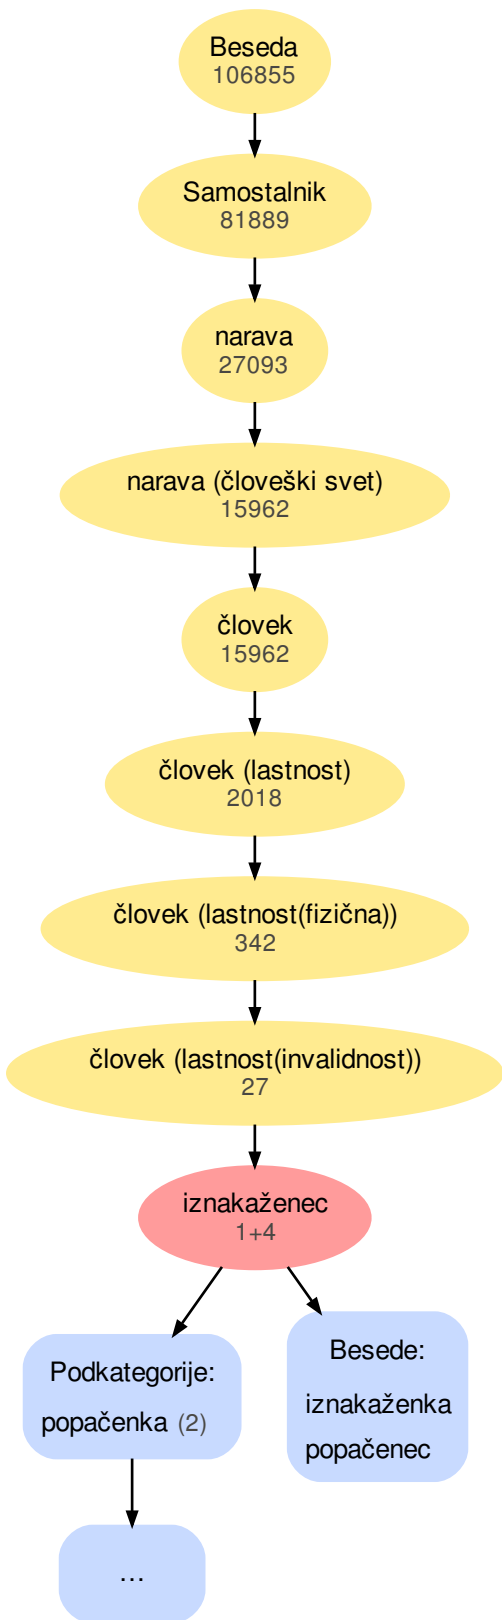 Beseda
106855
Samostalnik
81889
narava
27093
narava (človeški svet)
15962
človek
15962
človek (lastnost)
2018
človek (lastnost(fizična))
342
človek (lastnost(invalidnost))
27
iznakaženec
1+4
Podkategorije:
popačenka (2)
Besede:
iznakaženka
popačenec
...